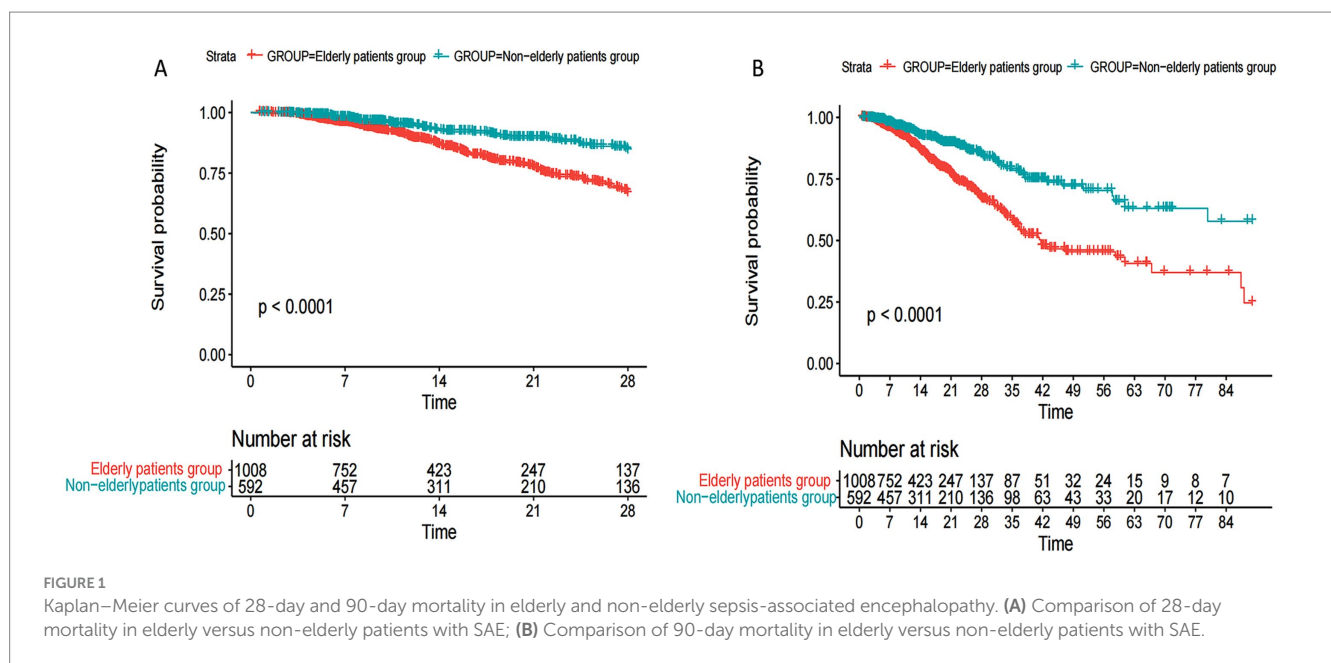 A
Strata GROUP=Elderly patients group GROUP=Non-elderly patients group
Survival probability
1.00
0.75
0.50
0.25
0.00
p < 0.0001
0 7 14 21 28
Time
Number at risk
Elderly patients group 1008 752 423 247 137
Non-elderlypatients group 592 457 311 210 136
0 7 14 21 28
Time
B
Strata GROUP=Elderly patients group GROUP=Non-elderly patients group
Survival probability
1.00
0.75
0.50
0.25
0.00
p < 0.0001
0 7 14 21 28 35 42 49 56 63 70 77 84
Time
Number at risk
Elderly patients group 1008 752 423 247 137 87 51 32 24 15 9 8 7
Non-elderlypatients group 592 457 311 210 136 98 63 43 33 20 17 12 10
0 7 14 21 28 35 42 49 56 63 70 77 84
Time
FIGURE 1
Kaplan–Meier curves of 28-day and 90-day mortality in elderly and non-elderly sepsis-associated encephalopathy. (A) Comparison of 28-day
mortality in elderly versus non-elderly patients with SAE; (B) Comparison of 90-day mortality in elderly versus non-elderly patients with SAE.